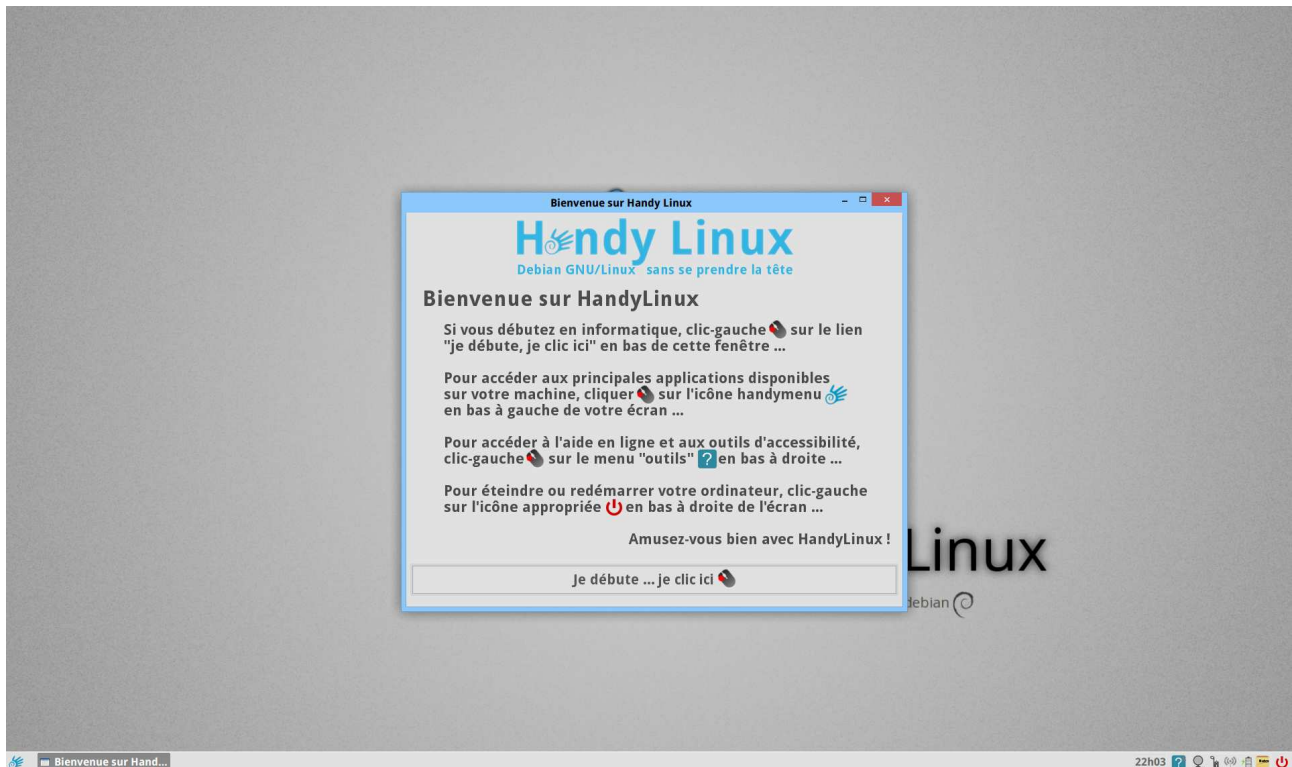 Bienvenue sur Handy Linux
Handy Linux
Debian GNU/Linux sans se prendre la tête
Bienvenue sur HandyLinux
Si vous débutez en informatique, clic-gauche sur le lien
"je débute, je clic ici" en bas de cette fenêtre ...
Pour accéder aux principales applications disponibles
sur votre machine, cliquer sur l'icône handymenu
en bas à gauche de votre écran ...
Pour accéder à l'aide en ligne et aux outils d'accessibilité,
clic-gauche sur le menu "outils" ? en bas à droite ...
Pour éteindre ou redémarrer votre ordinateur, clic-gauche
sur l'icône appropriée en bas à droite de l'écran ...
Amusez-vous bien avec HandyLinux !
Je débute ... je clic ici
Linux
debian
Bienvenue sur Hand...
22h03 ?